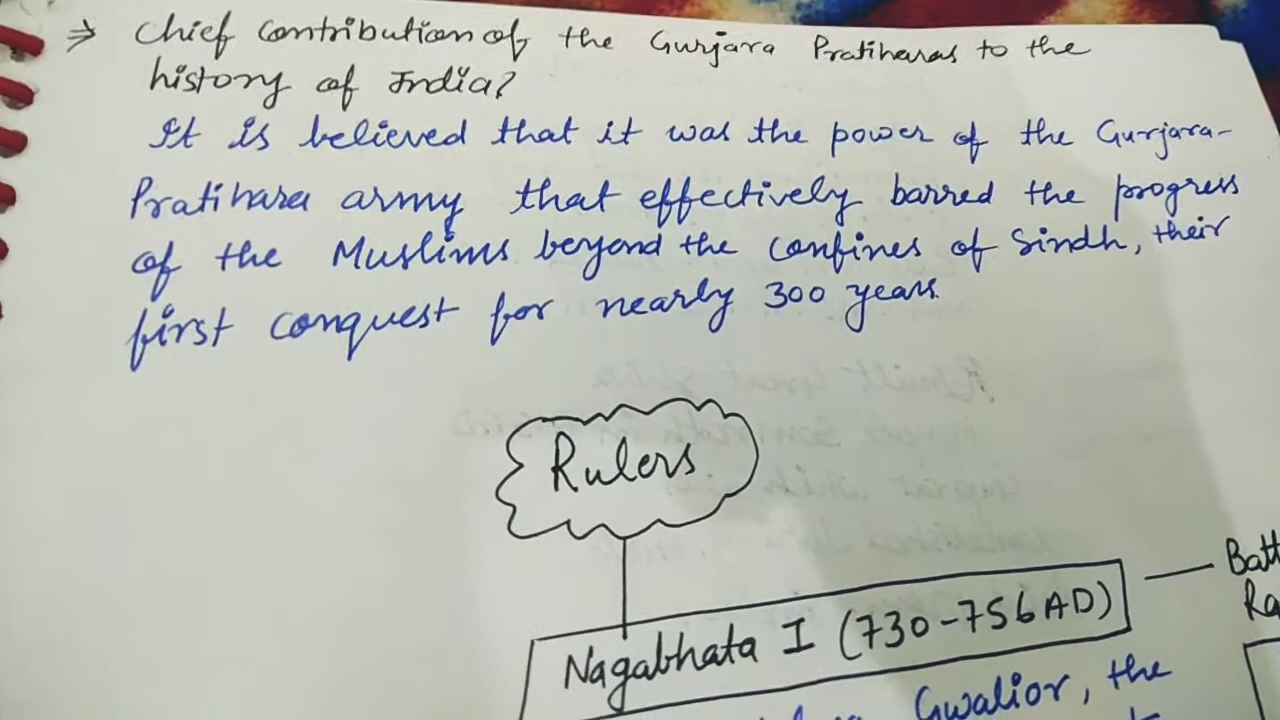 ⇒ Chief Contribution of the Gurjara Pratiharas to the
history of India?
It is believed that it was the power of the Gurjara-
Pratihara army that effectively barred the progress
of the Muslims beyond the confines of Sindh, their
first conquest for nearly 300 years.
Rulers
Nagabhata I (730-756AD)
Gwalior, the